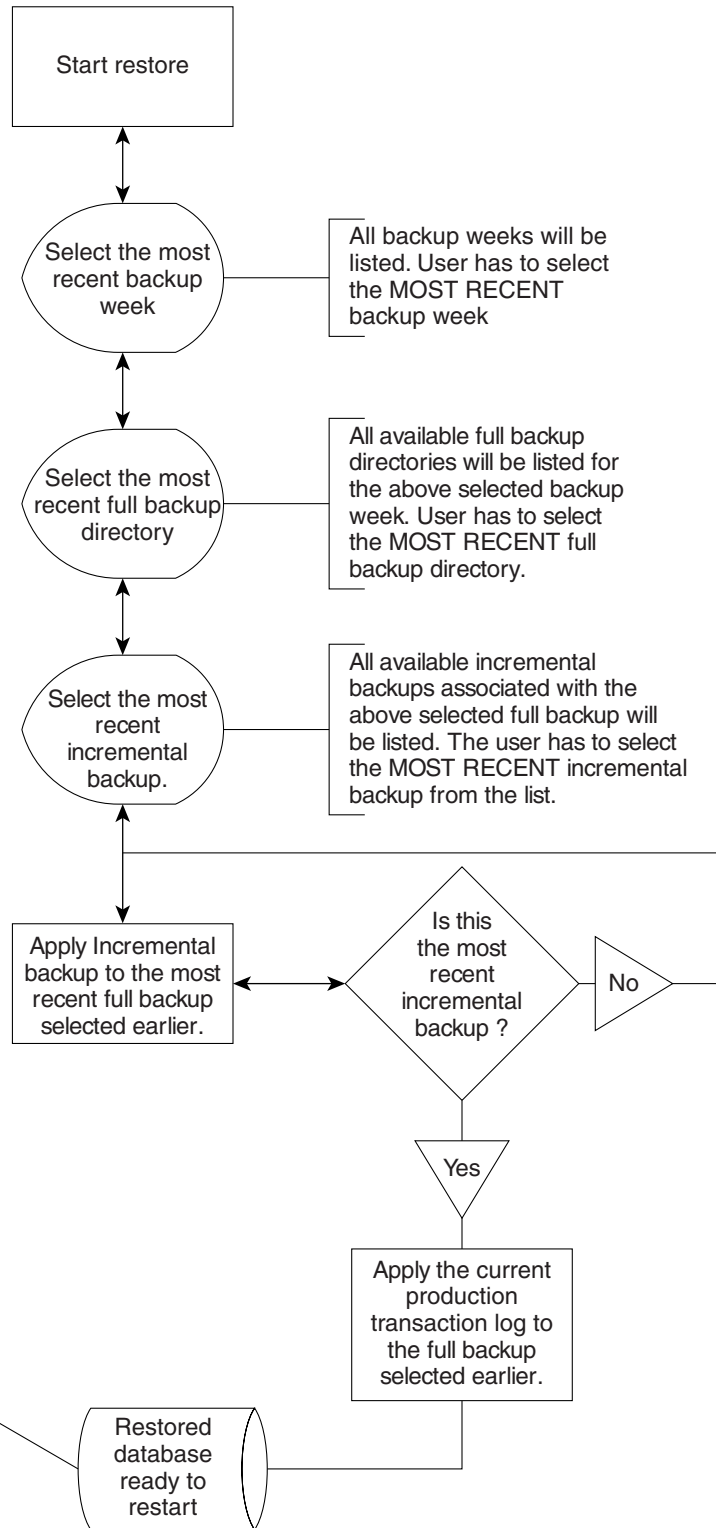 Start restore
Select the most
recent backup
week
All backup weeks will be
listed. User has to select
the MOST RECENT
backup week
Select the most
recent full backup
directory
All available full backup
directories will be listed for
the above selected backup
week. User has to select
the MOST RECENT full
backup directory.
Select the most
recent
incremental
backup.
All available incremental
backups associated with the
above selected full backup will
be listed. The user has to select
the MOST RECENT incremental
backup from the list.
Apply Incremental
backup to the most
recent full backup
selected earlier.
Is this
the most
recent
incremental
backup ?
No
Yes
Apply the current
production
transaction log to
the full backup
selected earlier.
Restored
database
ready to
restart